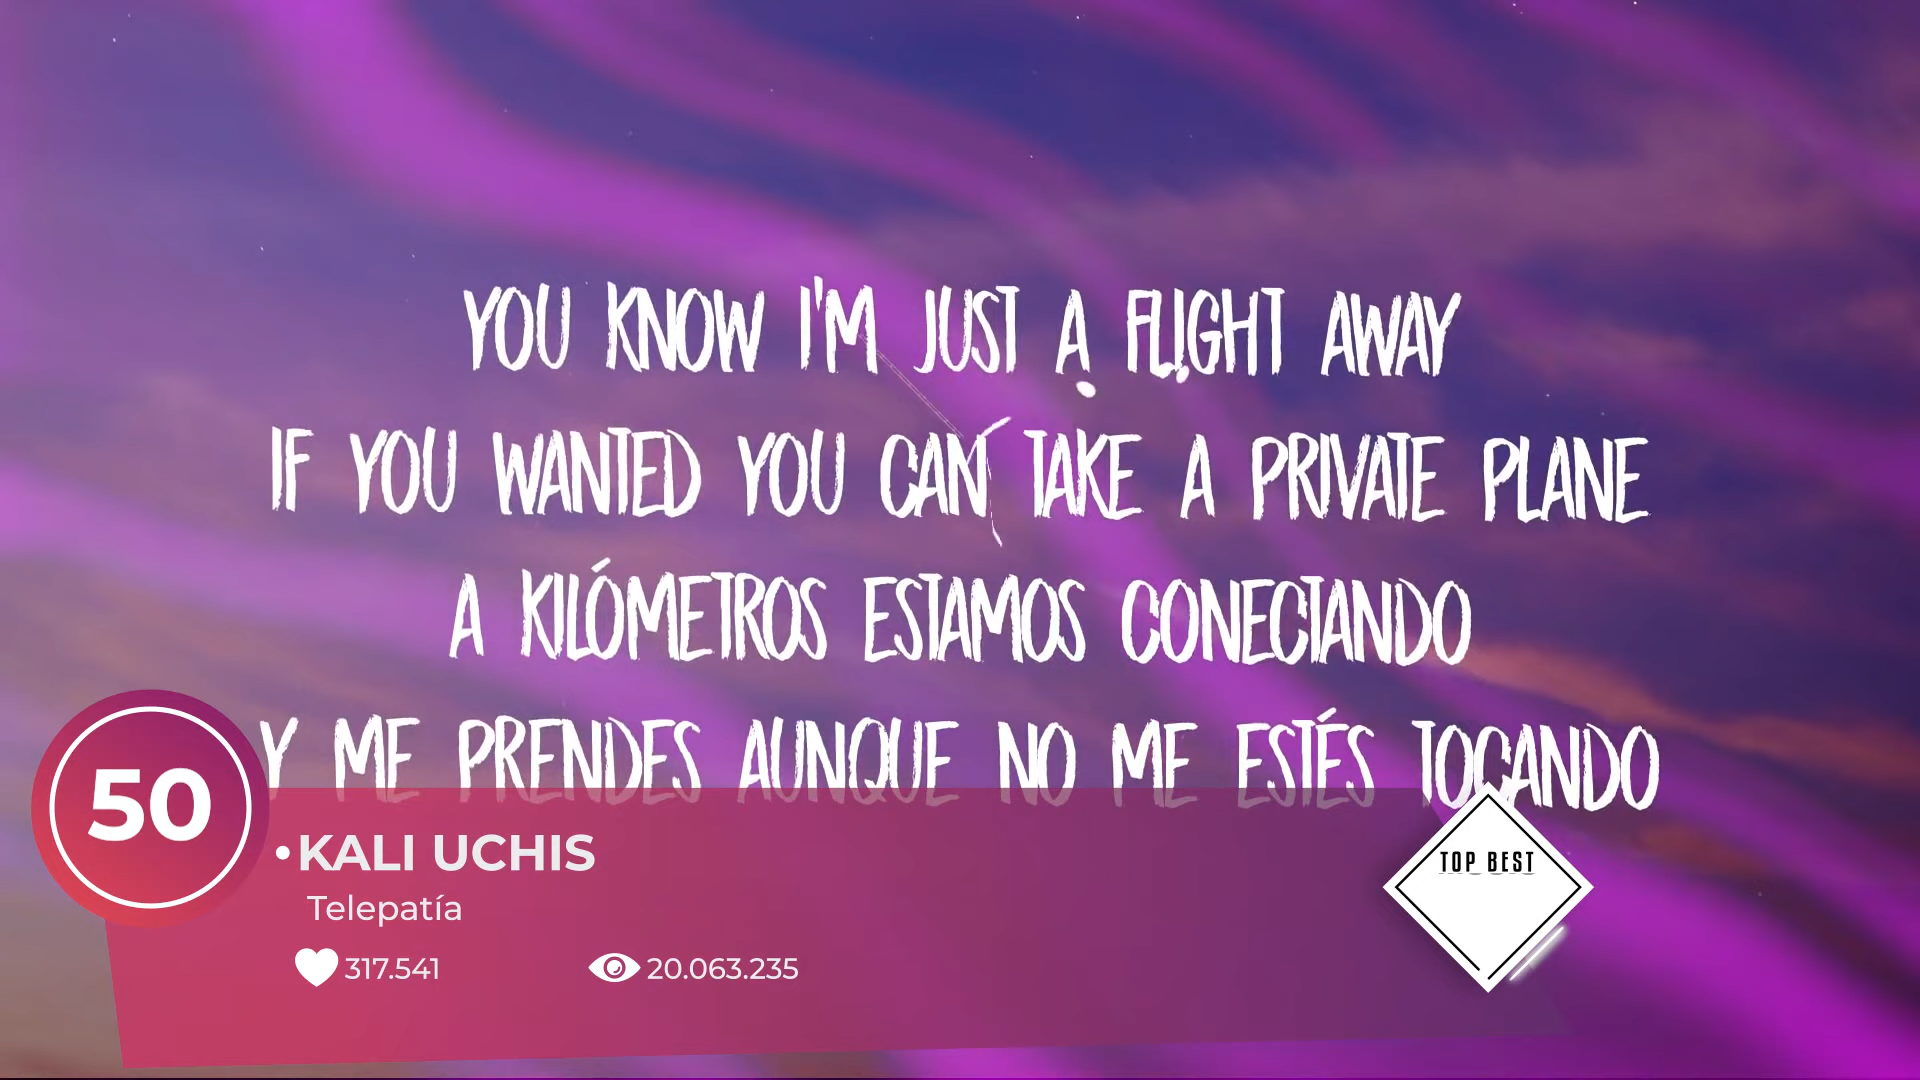 YOU KNOW I'M JUST A FLIGHT AWAY
IF YOU WANTED YOU CAN TAKE A PRIVATE PLANE
A KILÓMETROS ESTAMOS CONECTANDO
Y ME PRENDES AUNQUE NO ME ESTÉS TOCANDO
50
•KALI UCHIS
Telepatía
317.541
20.063.235
TOP BEST